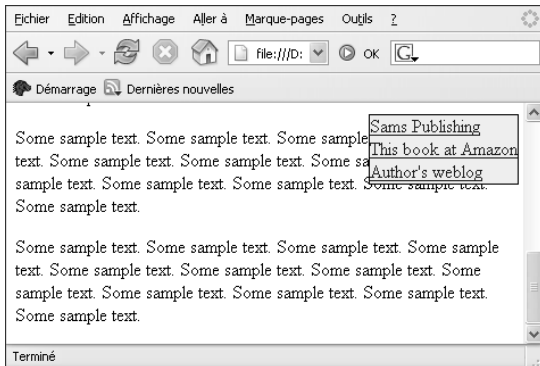 Fichier Edition Affichage Aller à Marque-pages Outils ?
file:///D: OK G
Démarrage Dernières nouvelles
Sams Publishing
This book at Amazon
Author's weblog
Some sample text. Some sample text. Some sample
text. Some sample text. Some sample text. Some sa
sample text. Some sample text. Some sample text. Some sample text.
Some sample text.
Some sample text. Some sample text. Some sample text. Some sample
text. Some sample text. Some sample text. Some sample text. Some
sample text. Some sample text. Some sample text. Some sample text.
Some sample text.
Terminé